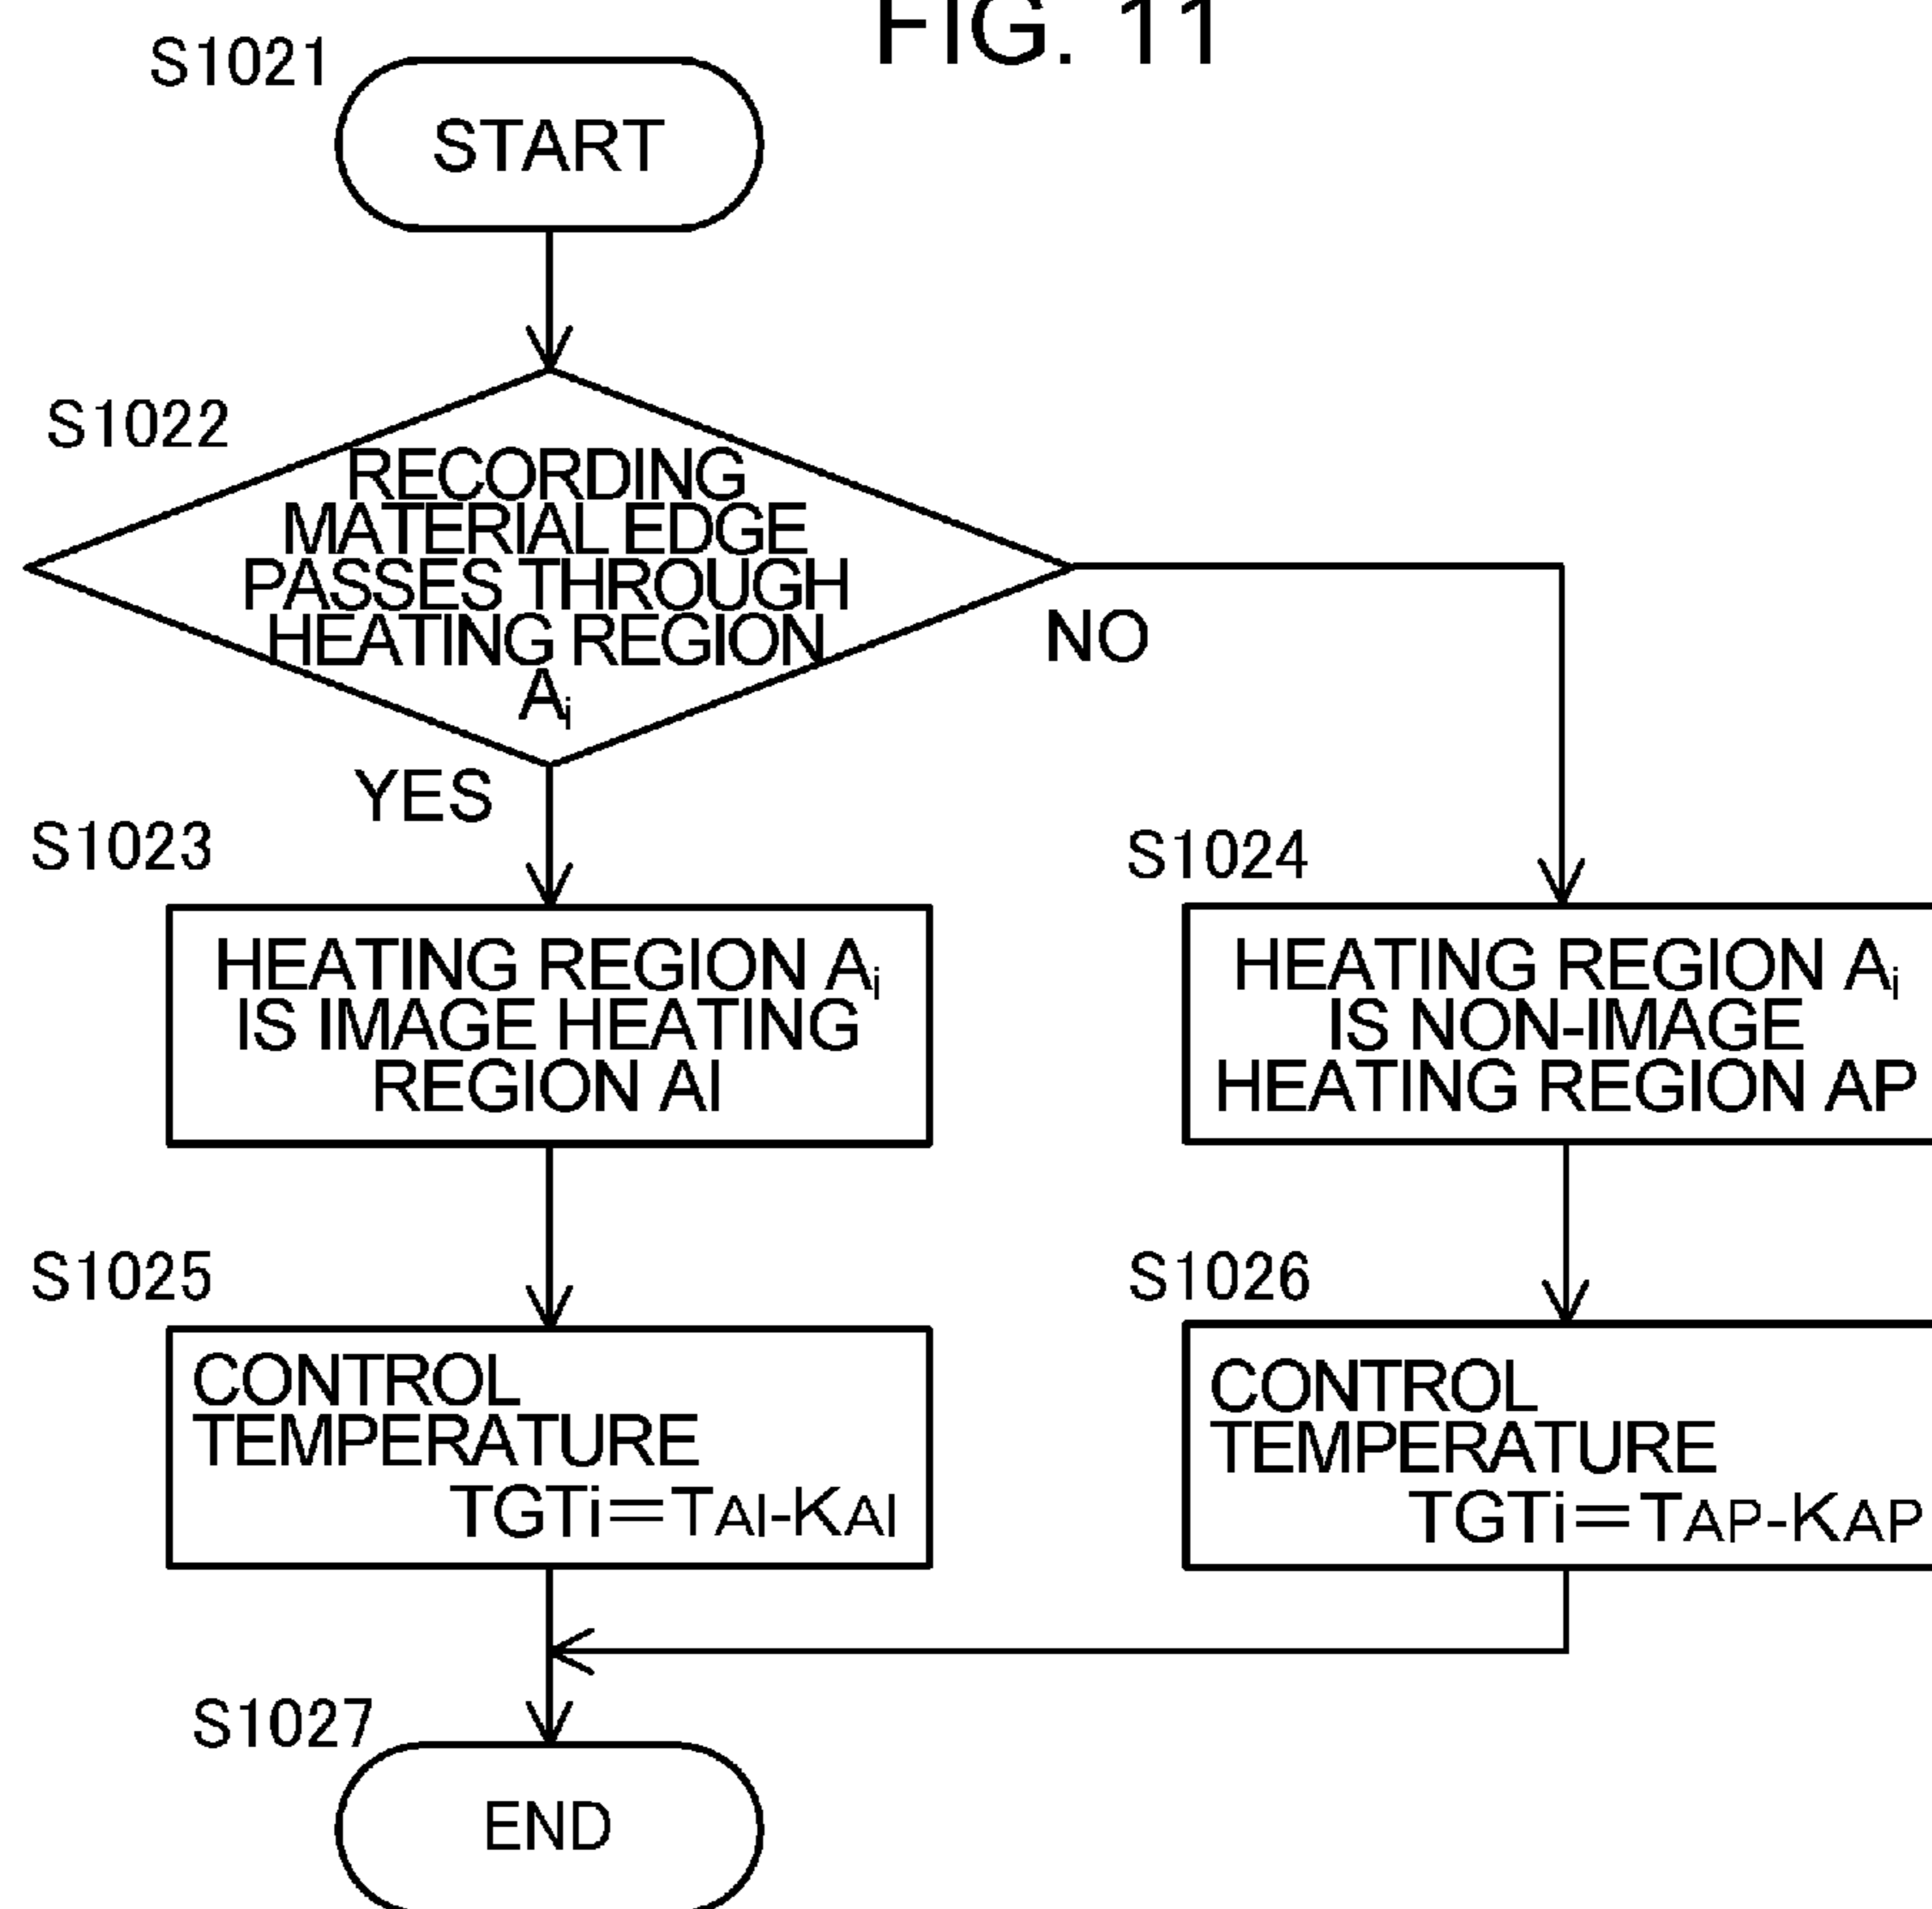 FIG. 11
S1021
START
S1022
RECORDING
MATERIAL EDGE
PASSES THROUGH
HEATING REGION
Ai
NO
YES
S1023
HEATING REGION Ai
IS IMAGE HEATING
REGION AI
S1024
HEATING REGION Ai
IS NON-IMAGE
HEATING REGION AP
S1025
CONTROL
TEMPERATURE
TGTi=TAI-KAI
S1026
CONTROL
TEMPERATURE
TGTi=TAP-KAP
S1027
END